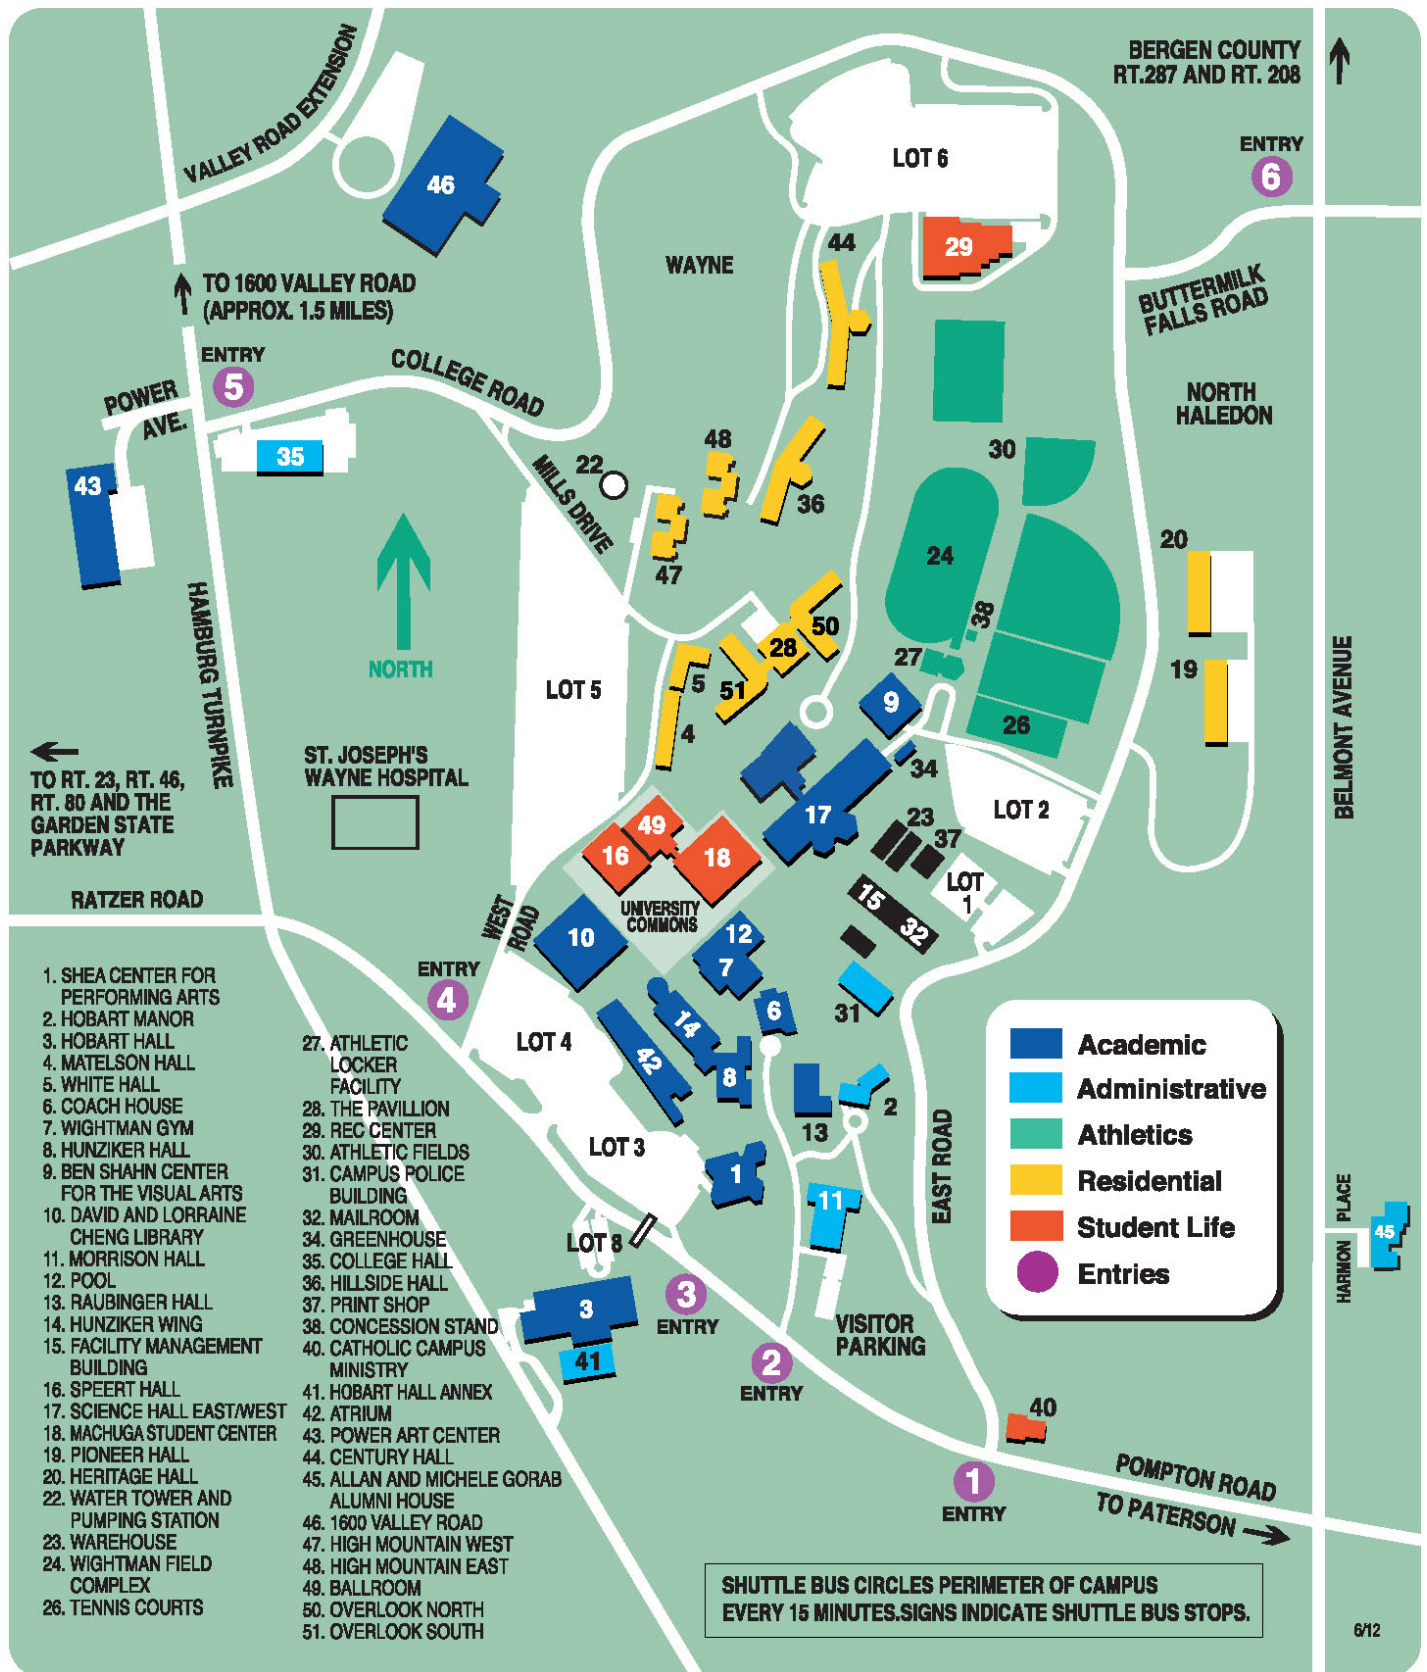 VALLEY ROAD EXTENSION
BERGEN COUNTY
RT.287 AND RT. 208
ENTRY
6
LOT 6
46
44
29
WAYNE
TO 1600 VALLEY ROAD
(APPROX. 1.5 MILES)
BUTTERMILK
FALLS ROAD
ENTRY
5
COLLEGE ROAD
POWER
AVE.
NORTH
HALEDON
35
43
48
22
36
30
MILLS DRIVE
47
24
20
38
HAMBURG TURNPIKE
NORTH
50
28
27
5
51
19
BELMONT AVENUE
LOT 5
9
26
4
34
TO RT. 23, RT. 46,
RT. 80 AND THE
GARDEN STATE
PARKWAY
ST. JOSEPH'S
WAYNE HOSPITAL
17
LOT 2
49
23
37
16
18
LOT
1
15
32
RATZER ROAD
UNIVERSITY
COMMONS
WEST
ROAD
10
12
7
ENTRY
4
31
6
14
LOT 4
42
8
13
2
LOT 3
EAST ROAD
1
11
LOT 8
3
41
3
ENTRY
VISITOR
PARKING
2
ENTRY
40
1
ENTRY
POMPTON ROAD
TO PATERSON
HARMON PLACE
45
Academic
Administrative
Athletics
Residential
Student Life
Entries
1. SHEA CENTER FOR
PERFORMING ARTS
2. HOBART MANOR
3. HOBART HALL
4. MATELSON HALL
5. WHITE HALL
6. COACH HOUSE
7. WIGHTMAN GYM
8. HUNZIKER HALL
9. BEN SHAHN CENTER
FOR THE VISUAL ARTS
10. DAVID AND LORRAINE
CHENG LIBRARY
11. MORRISON HALL
12. POOL
13. RAUBINGER HALL
14. HUNZIKER WING
15. FACILITY MANAGEMENT
BUILDING
16. SPEERT HALL
17. SCIENCE HALL EAST/WEST
18. MACHUGA STUDENT CENTER
19. PIONEER HALL
20. HERITAGE HALL
22. WATER TOWER AND
PUMPING STATION
23. WAREHOUSE
24. WIGHTMAN FIELD
COMPLEX
26. TENNIS COURTS
27. ATHLETIC
LOCKER
FACILITY
28. THE PAVILLION
29. REC CENTER
30. ATHLETIC FIELDS
31. CAMPUS POLICE
BUILDING
32. MAILROOM
34. GREENHOUSE
35. COLLEGE HALL
36. HILLSIDE HALL
37. PRINT SHOP
38. CONCESSION STAND
40. CATHOLIC CAMPUS
MINISTRY
41. HOBART HALL ANNEX
42. ATRIUM
43. POWER ART CENTER
44. CENTURY HALL
45. ALLAN AND MICHELE GORAB
ALUMNI HOUSE
46. 1600 VALLEY ROAD
47. HIGH MOUNTAIN WEST
48. HIGH MOUNTAIN EAST
49. BALLROOM
50. OVERLOOK NORTH
51. OVERLOOK SOUTH
SHUTTLE BUS CIRCLES PERIMETER OF CAMPUS
EVERY 15 MINUTES.SIGNS INDICATE SHUTTLE BUS STOPS.
6/12